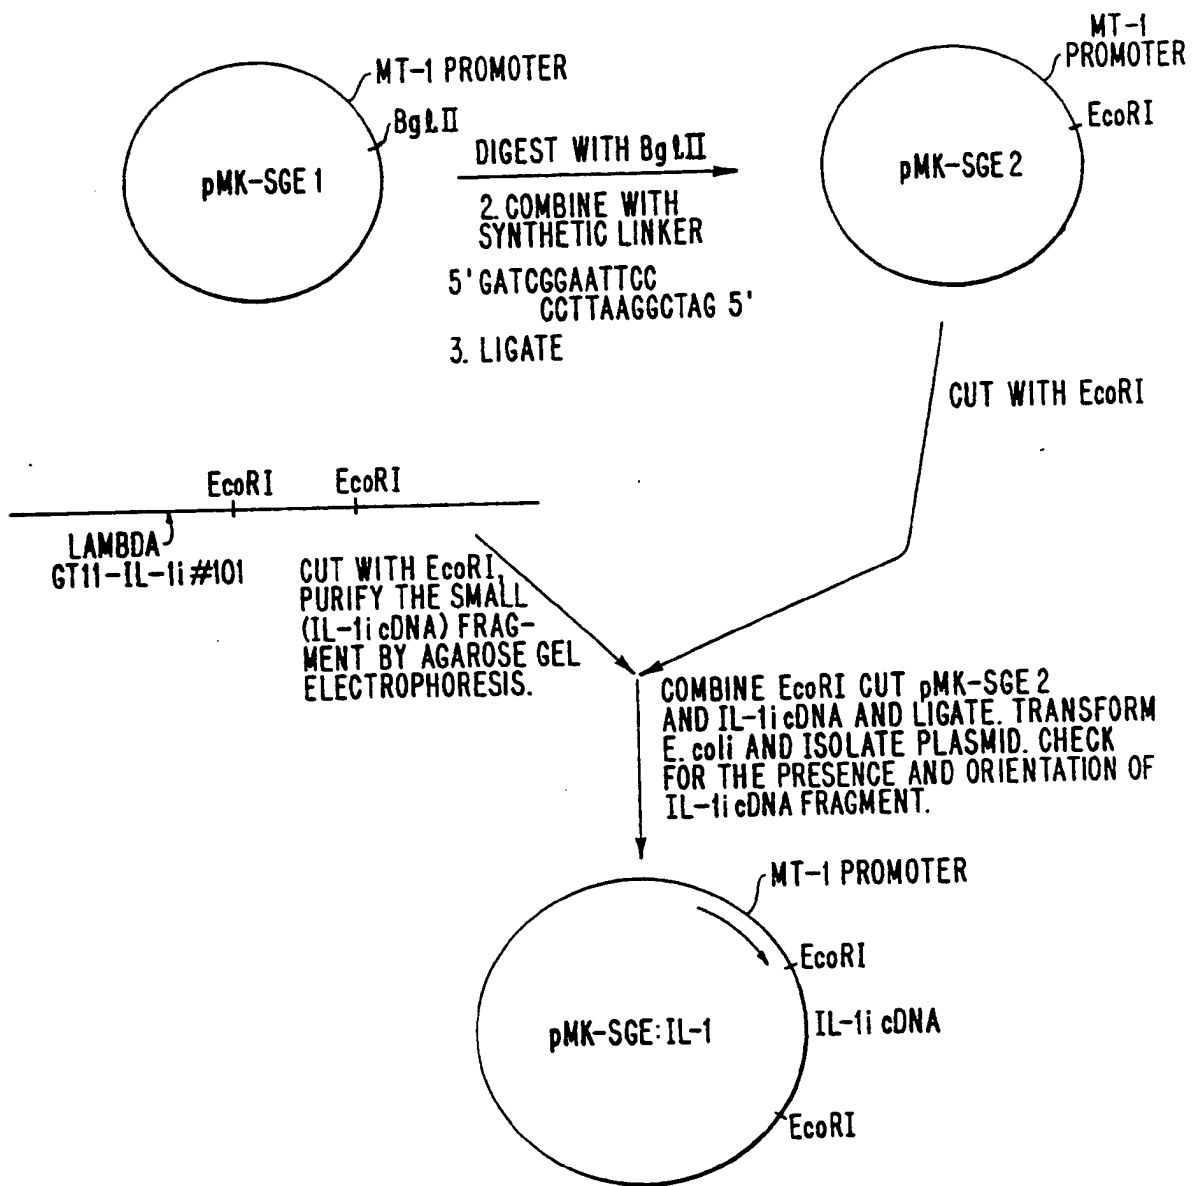 MT-1 PROMOTER
BglII
pMK-SGE 1
DIGEST WITH BglII
2. COMBINE WITH
SYNTHETIC LINKER
5' GATCGGAATTCC
CCTTAAGGCTAG 5'
3. LIGATE
MT-1
PROMOTER
EcoRI
pMK-SGE 2
CUT WITH EcoRI
EcoRI
EcoRI
LAMBDA
GT11-IL-1i #101
CUT WITH EcoRI,
PURIFY THE SMALL
(IL-1i cDNA) FRAG-
MENT BY AGAROSE GEL
ELECTROPHORESIS.
COMBINE EcoRI CUT pMK-SGE 2
AND IL-1i cDNA AND LIGATE. TRANSFORM
E. coli AND ISOLATE PLASMID. CHECK
FOR THE PRESENCE AND ORIENTATION OF
IL-1i cDNA FRAGMENT.
MT-1 PROMOTER
EcoRI
IL-1i cDNA
pMK-SGE:IL-1
EcoRI